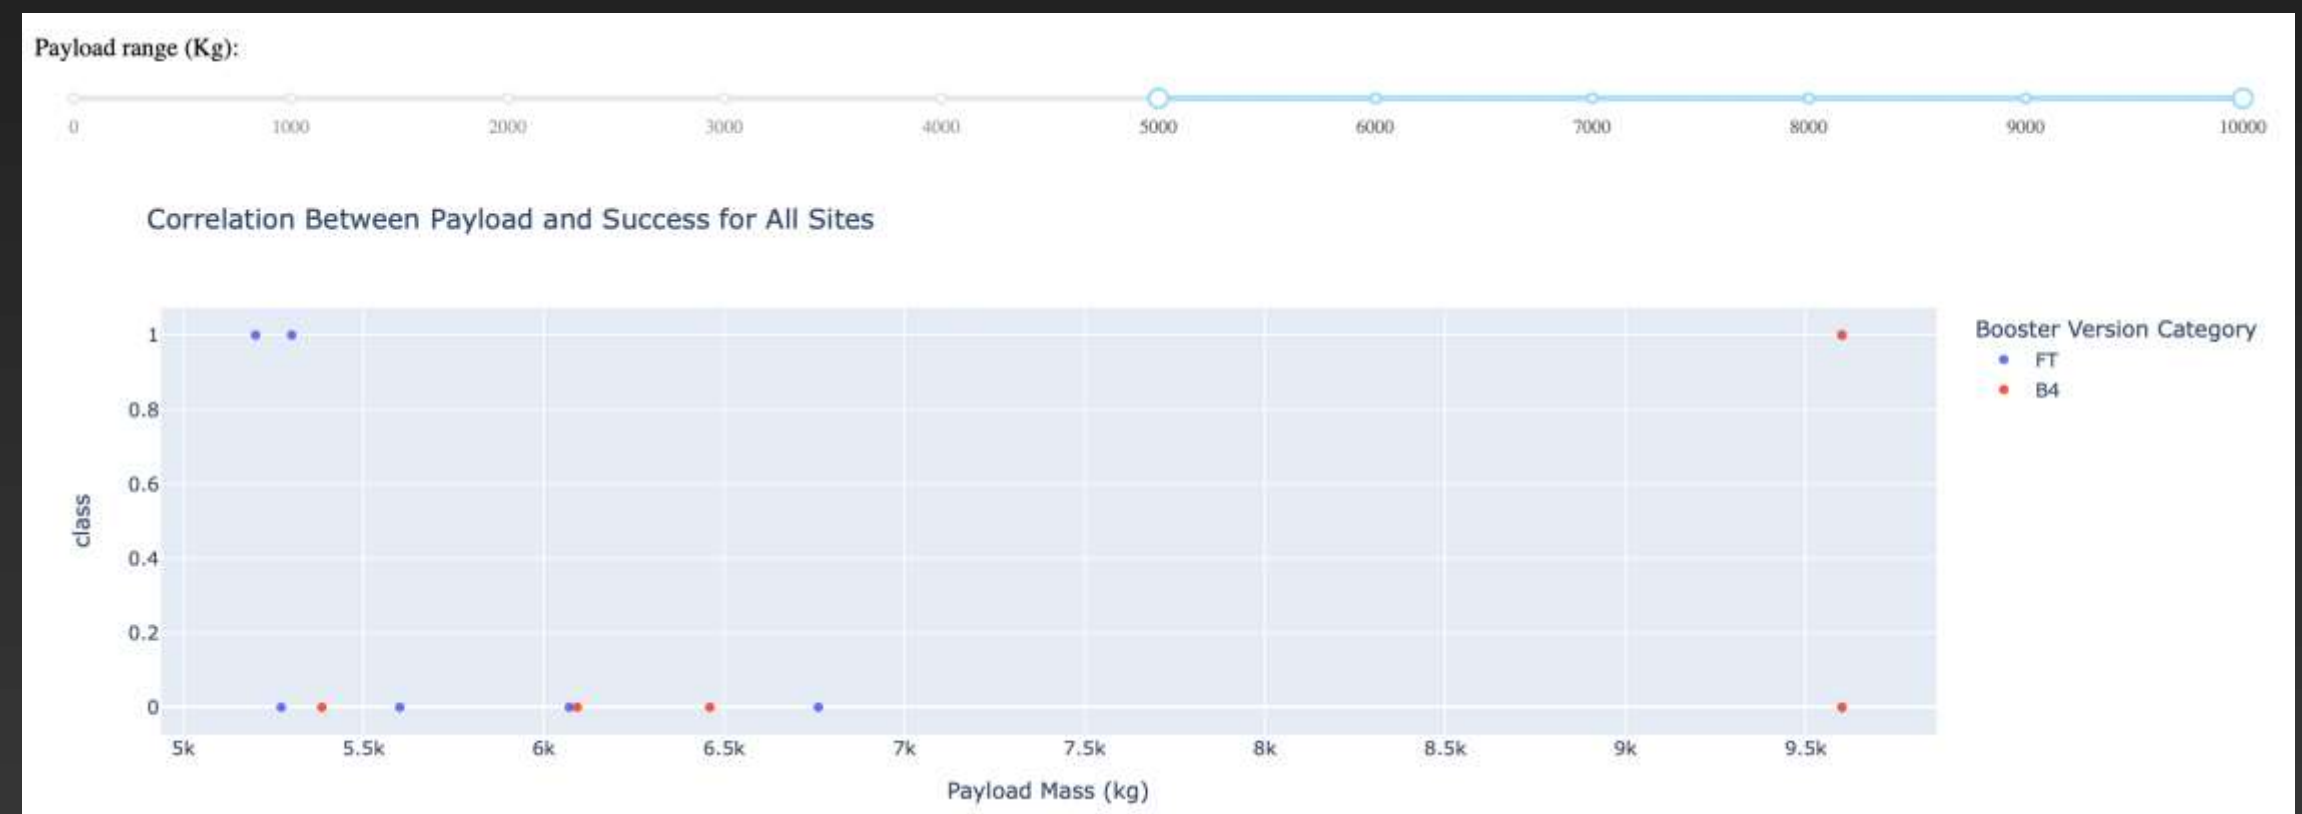 Payload range (Kg):
0 1000 2000 3000 4000 5000 6000 7000 8000 9000 10000
Correlation Between Payload and Success for All Sites
1
0.8
0.6
0.4
0.2
0
class
5k 5.5k 6k 6.5k 7k 7.5k 8k 8.5k 9k 9.5k
Payload Mass (kg)
Booster Version Category
FT
B4